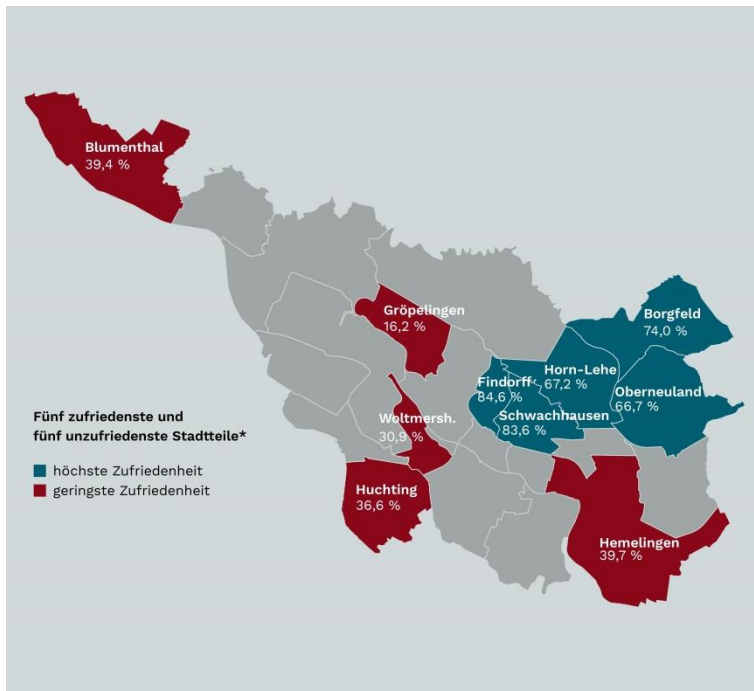 Blumenthal
39,4 %
Gröpelingen
16,2 %
Borgfeld
74,0 %
Horn-Lehe
67,2 %
Findorff
84,6 %
Oberneuland
66,7 %
Schwachhausen
83,6 %
Woltmersh.
30,9 %
Fünf zufriedenste und
fünf unzufriedenste Stadtteile*
höchste Zufriedenheit
geringste Zufriedenheit
Huchting
36,6 %
Hemelingen
39,7 %